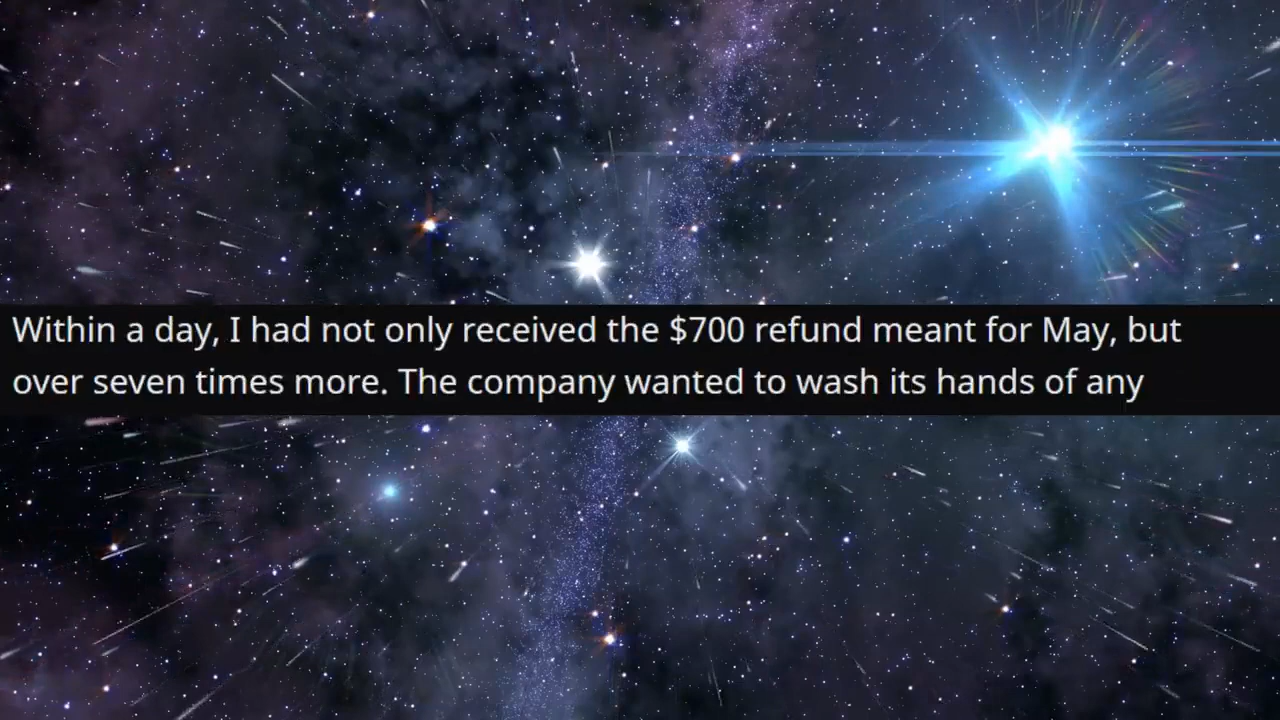 Within a day, I had not only received the $700 refund meant for May, but
over seven times more. The company wanted to wash its hands of any